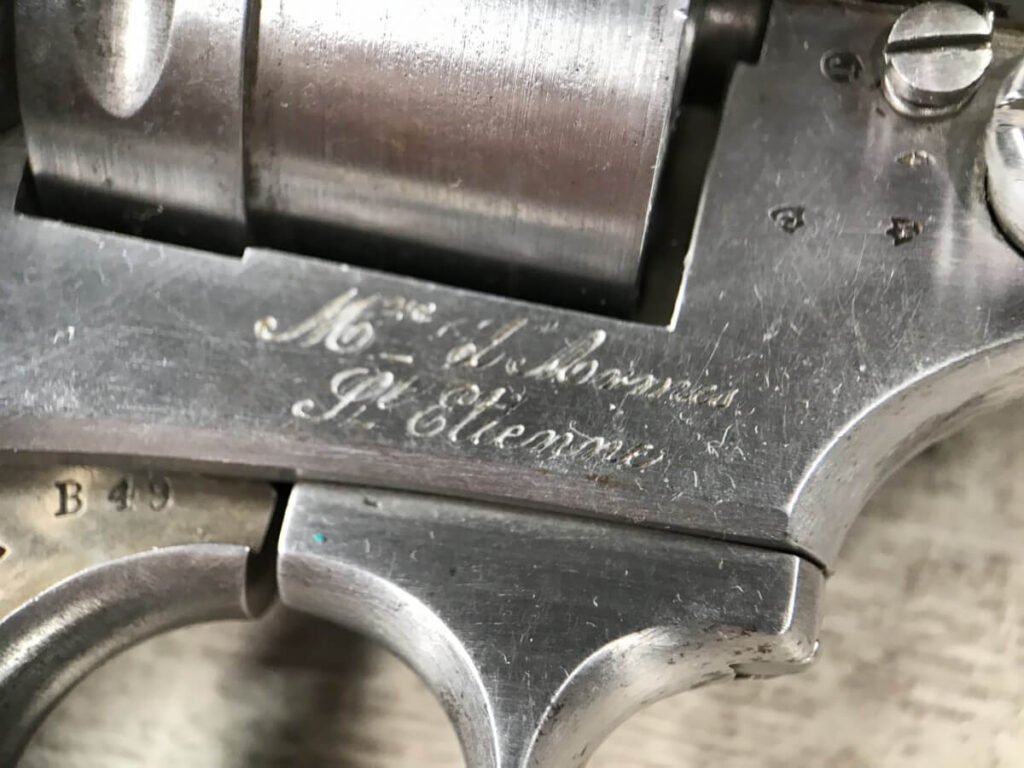 J
Mre d'Armes
St Etienne
B 49